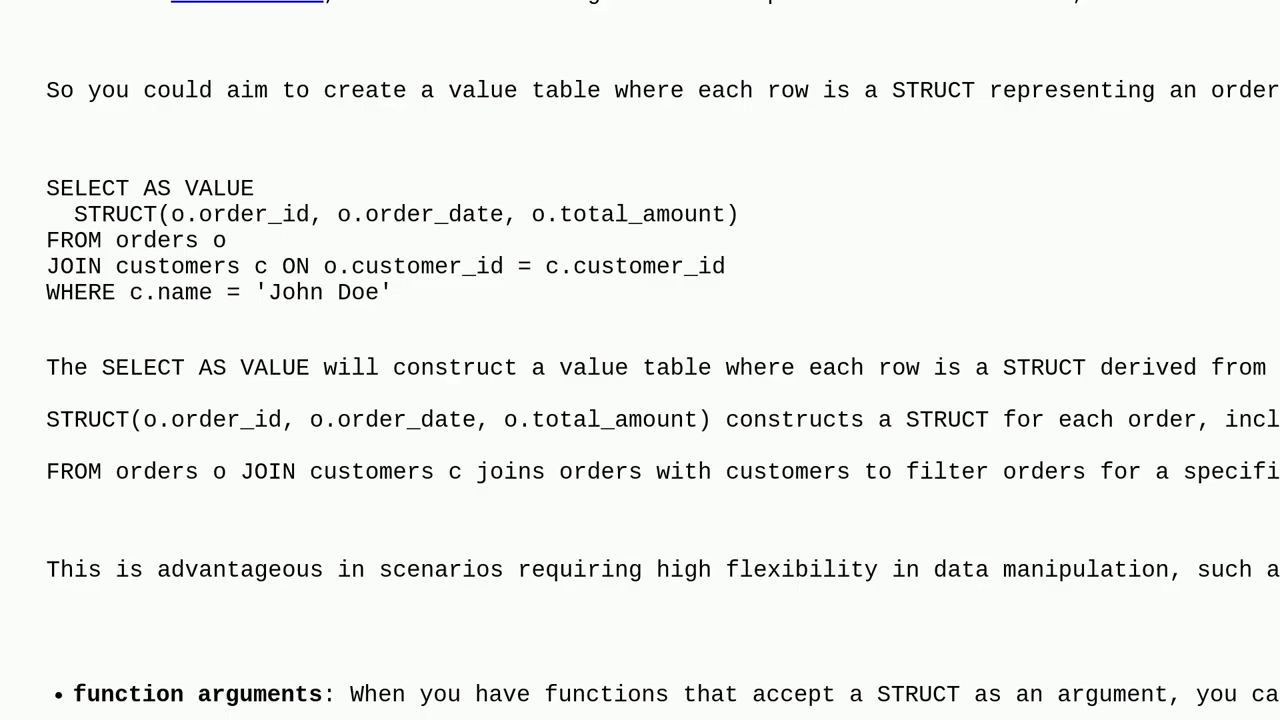 So you could aim to create a value table where each row is a STRUCT representing an order
SELECT AS VALUE
  STRUCT(o.order_id, o.order_date, o.total_amount)
FROM orders o
JOIN customers c ON o.customer_id = c.customer_id
WHERE c.name = 'John Doe'
The SELECT AS VALUE will construct a value table where each row is a STRUCT derived from
STRUCT(o.order_id, o.order_date, o.total_amount) constructs a STRUCT for each order, incl
FROM orders o JOIN customers c joins orders with customers to filter orders for a specifi
This is advantageous in scenarios requiring high flexibility in data manipulation, such a
• function arguments: When you have functions that accept a STRUCT as an argument, you ca